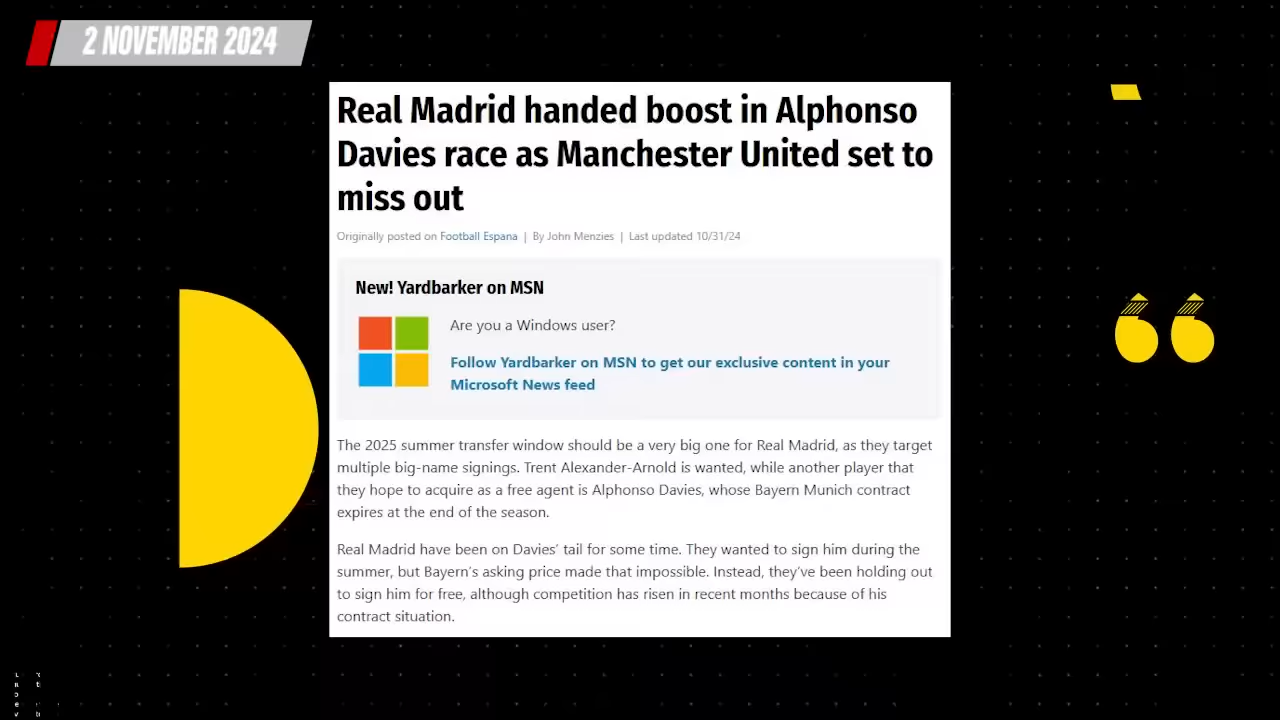 2 NOVEMBER 2024
Real Madrid handed boost in Alphonso
Davies race as Manchester United set to
miss out
Originally posted on Football Espana | By John Menzies | Last updated 10/31/24
New! Yardbarker on MSN
Are you a Windows user?
Follow Yardbarker on MSN to get our exclusive content in your
Microsoft News feed
The 2025 summer transfer window should be a very big one for Real Madrid, as they target
multiple big-name signings. Trent Alexander-Arnold is wanted, while another player that
they hope to acquire as a free agent is Alphonso Davies, whose Bayern Munich contract
expires at the end of the season.
Real Madrid have been on Davies’ tail for some time. They wanted to sign him during the
summer, but Bayern’s asking price made that impossible. Instead, they’ve been holding out
to sign him for free, although competition has risen in recent months because of his
contract situation.